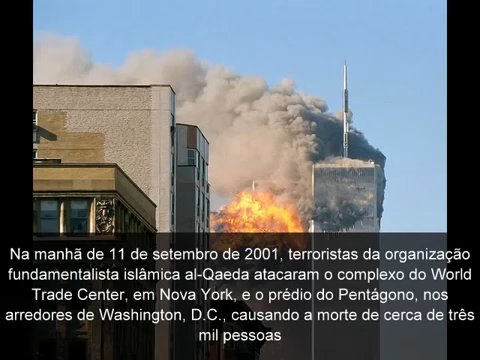 Na manhã de 11 de setembro de 2001, terroristas da organização
fundamentalista islâmica al-Qaeda atacaram o complexo do World
Trade Center, em Nova York, e o prédio do Pentágono, nos
arredores de Washington, D.C., causando a morte de cerca de três
mil pessoas